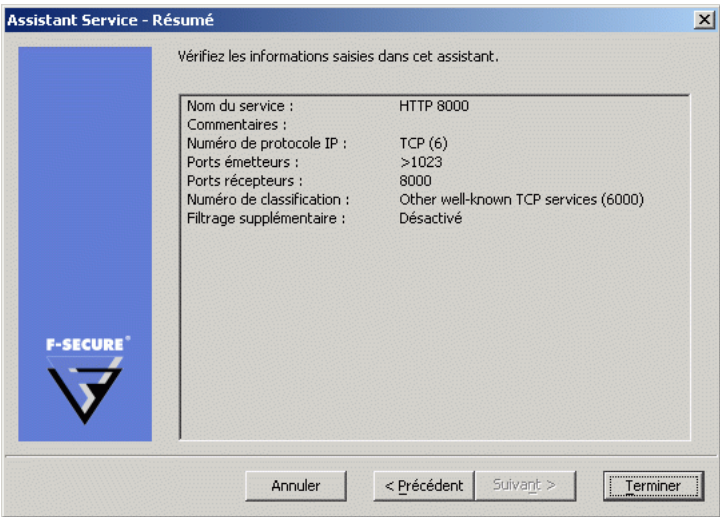 Assistant Service - Résumé
Vérifiez les informations saisies dans cet assistant.
Nom du service : HTTP 8000
Commentaires :
Numéro de protocole IP : TCP (6)
Ports émetteurs : >1023
Ports récepteurs : 8000
Numéro de classification : Other well-known TCP services (6000)
Filtrage supplémentaire : Désactivé
F-SECURE®
Annuler < Précédent Suivant > Terminer